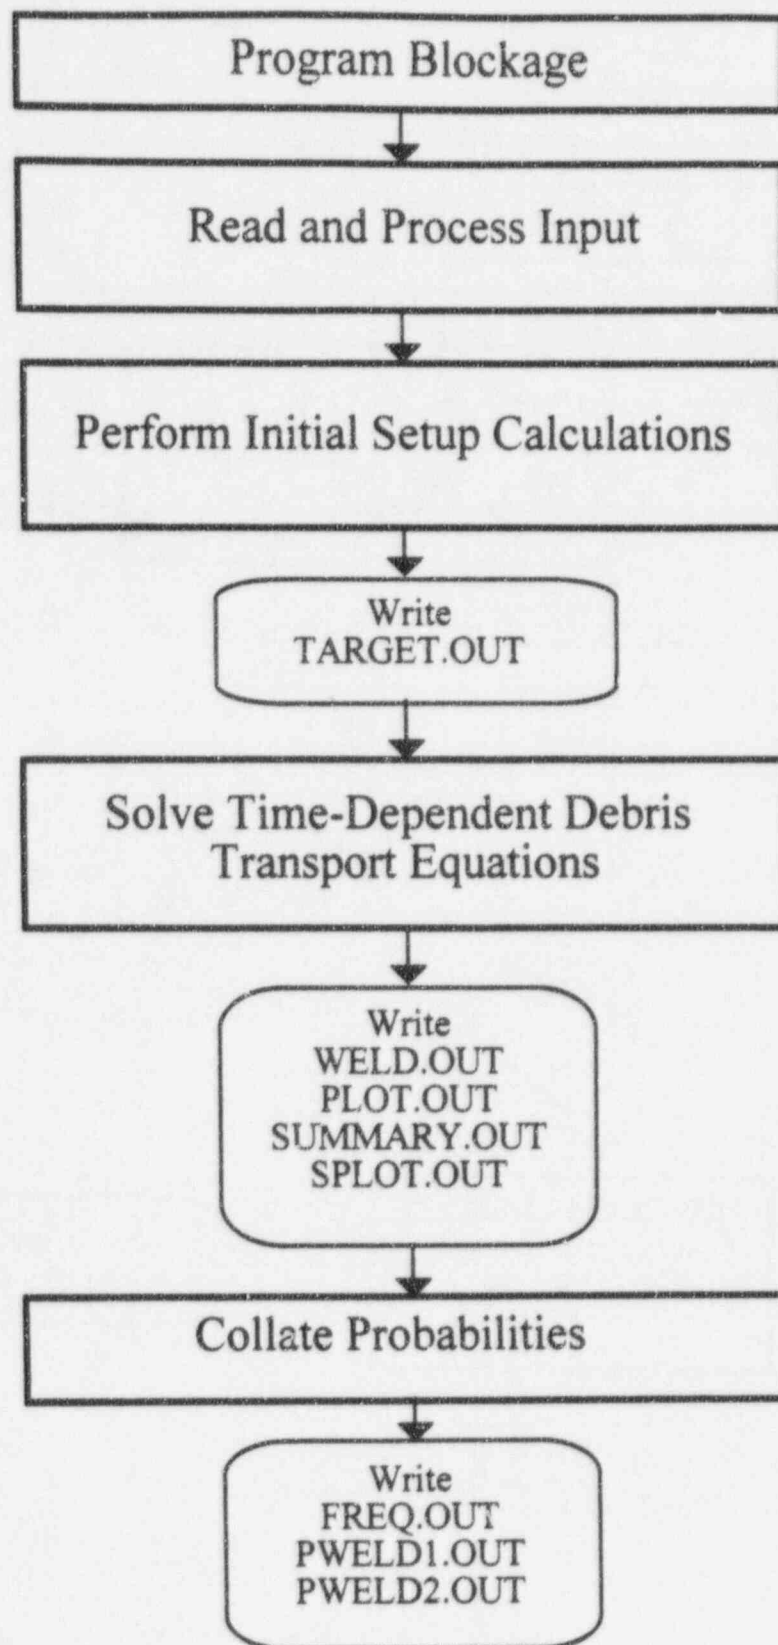 Program Blockage
Read and Process Input
Perform Initial Setup Calculations
Write
TARGET.OUT
Solve Time-Dependent Debris
Transport Equations
Write
WELD.OUT
PLOT.OUT
SUMMARY.OUT
SPLOT.OUT
Collate Probabilities
Write
FREQ.OUT
PWELD1.OUT
PWELD2.OUT